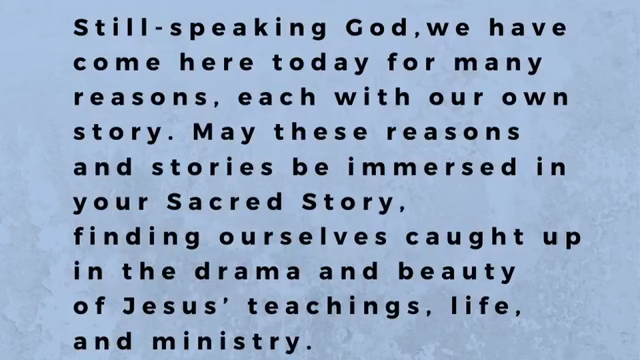 Still-speaking God,we have
come here today for many
reasons, each with our own
story. May these reasons
and stories be immersed in
your Sacred Story,
finding ourselves caught up
in the drama and beauty
of Jesus’ teachings, life,
and ministry.